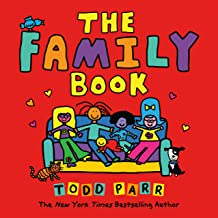 THE
FAMILY
BOOK
TODD PARR
The New York Times Bestselling Author